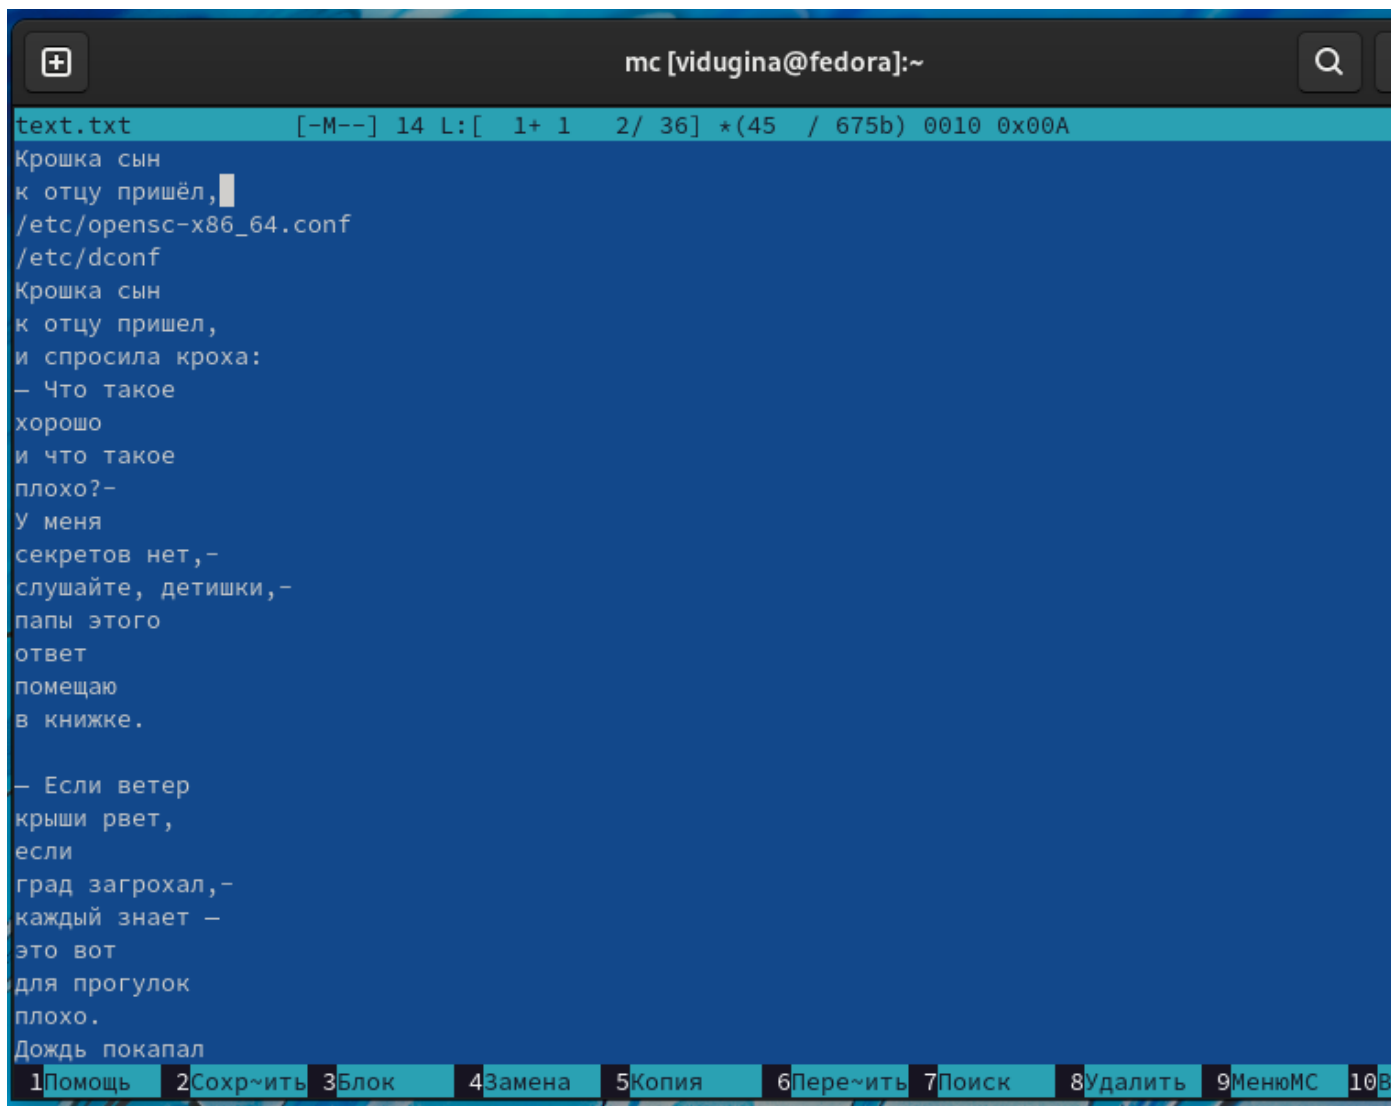 mc [vidugina@fedora]:~
text.txt [-M--] 14 L:[ 1+ 1 2/ 36] *(45 / 675b) 0010 0x00A
Крошка сын
к отцу пришёл,
/etc/opensc-x86_64.conf
/etc/dconf
Крошка сын
к отцу пришел,
и спросила кроха:
— Что такое
хорошо
и что такое
плохо?-
У меня
секретов нет,-
слушайте, детишки,-
папы этого
ответ
помещаю
в книжке.
— Если ветер
крыши рвет,
если
град загрохал,-
каждый знает —
это вот
для прогулок
плохо.
Дождь покапал
1Помощь 2Сохр~ить 3Блок 4Замена 5Копия 6Пере~ить 7Поиск 8Удалить 9МенюМС 10В